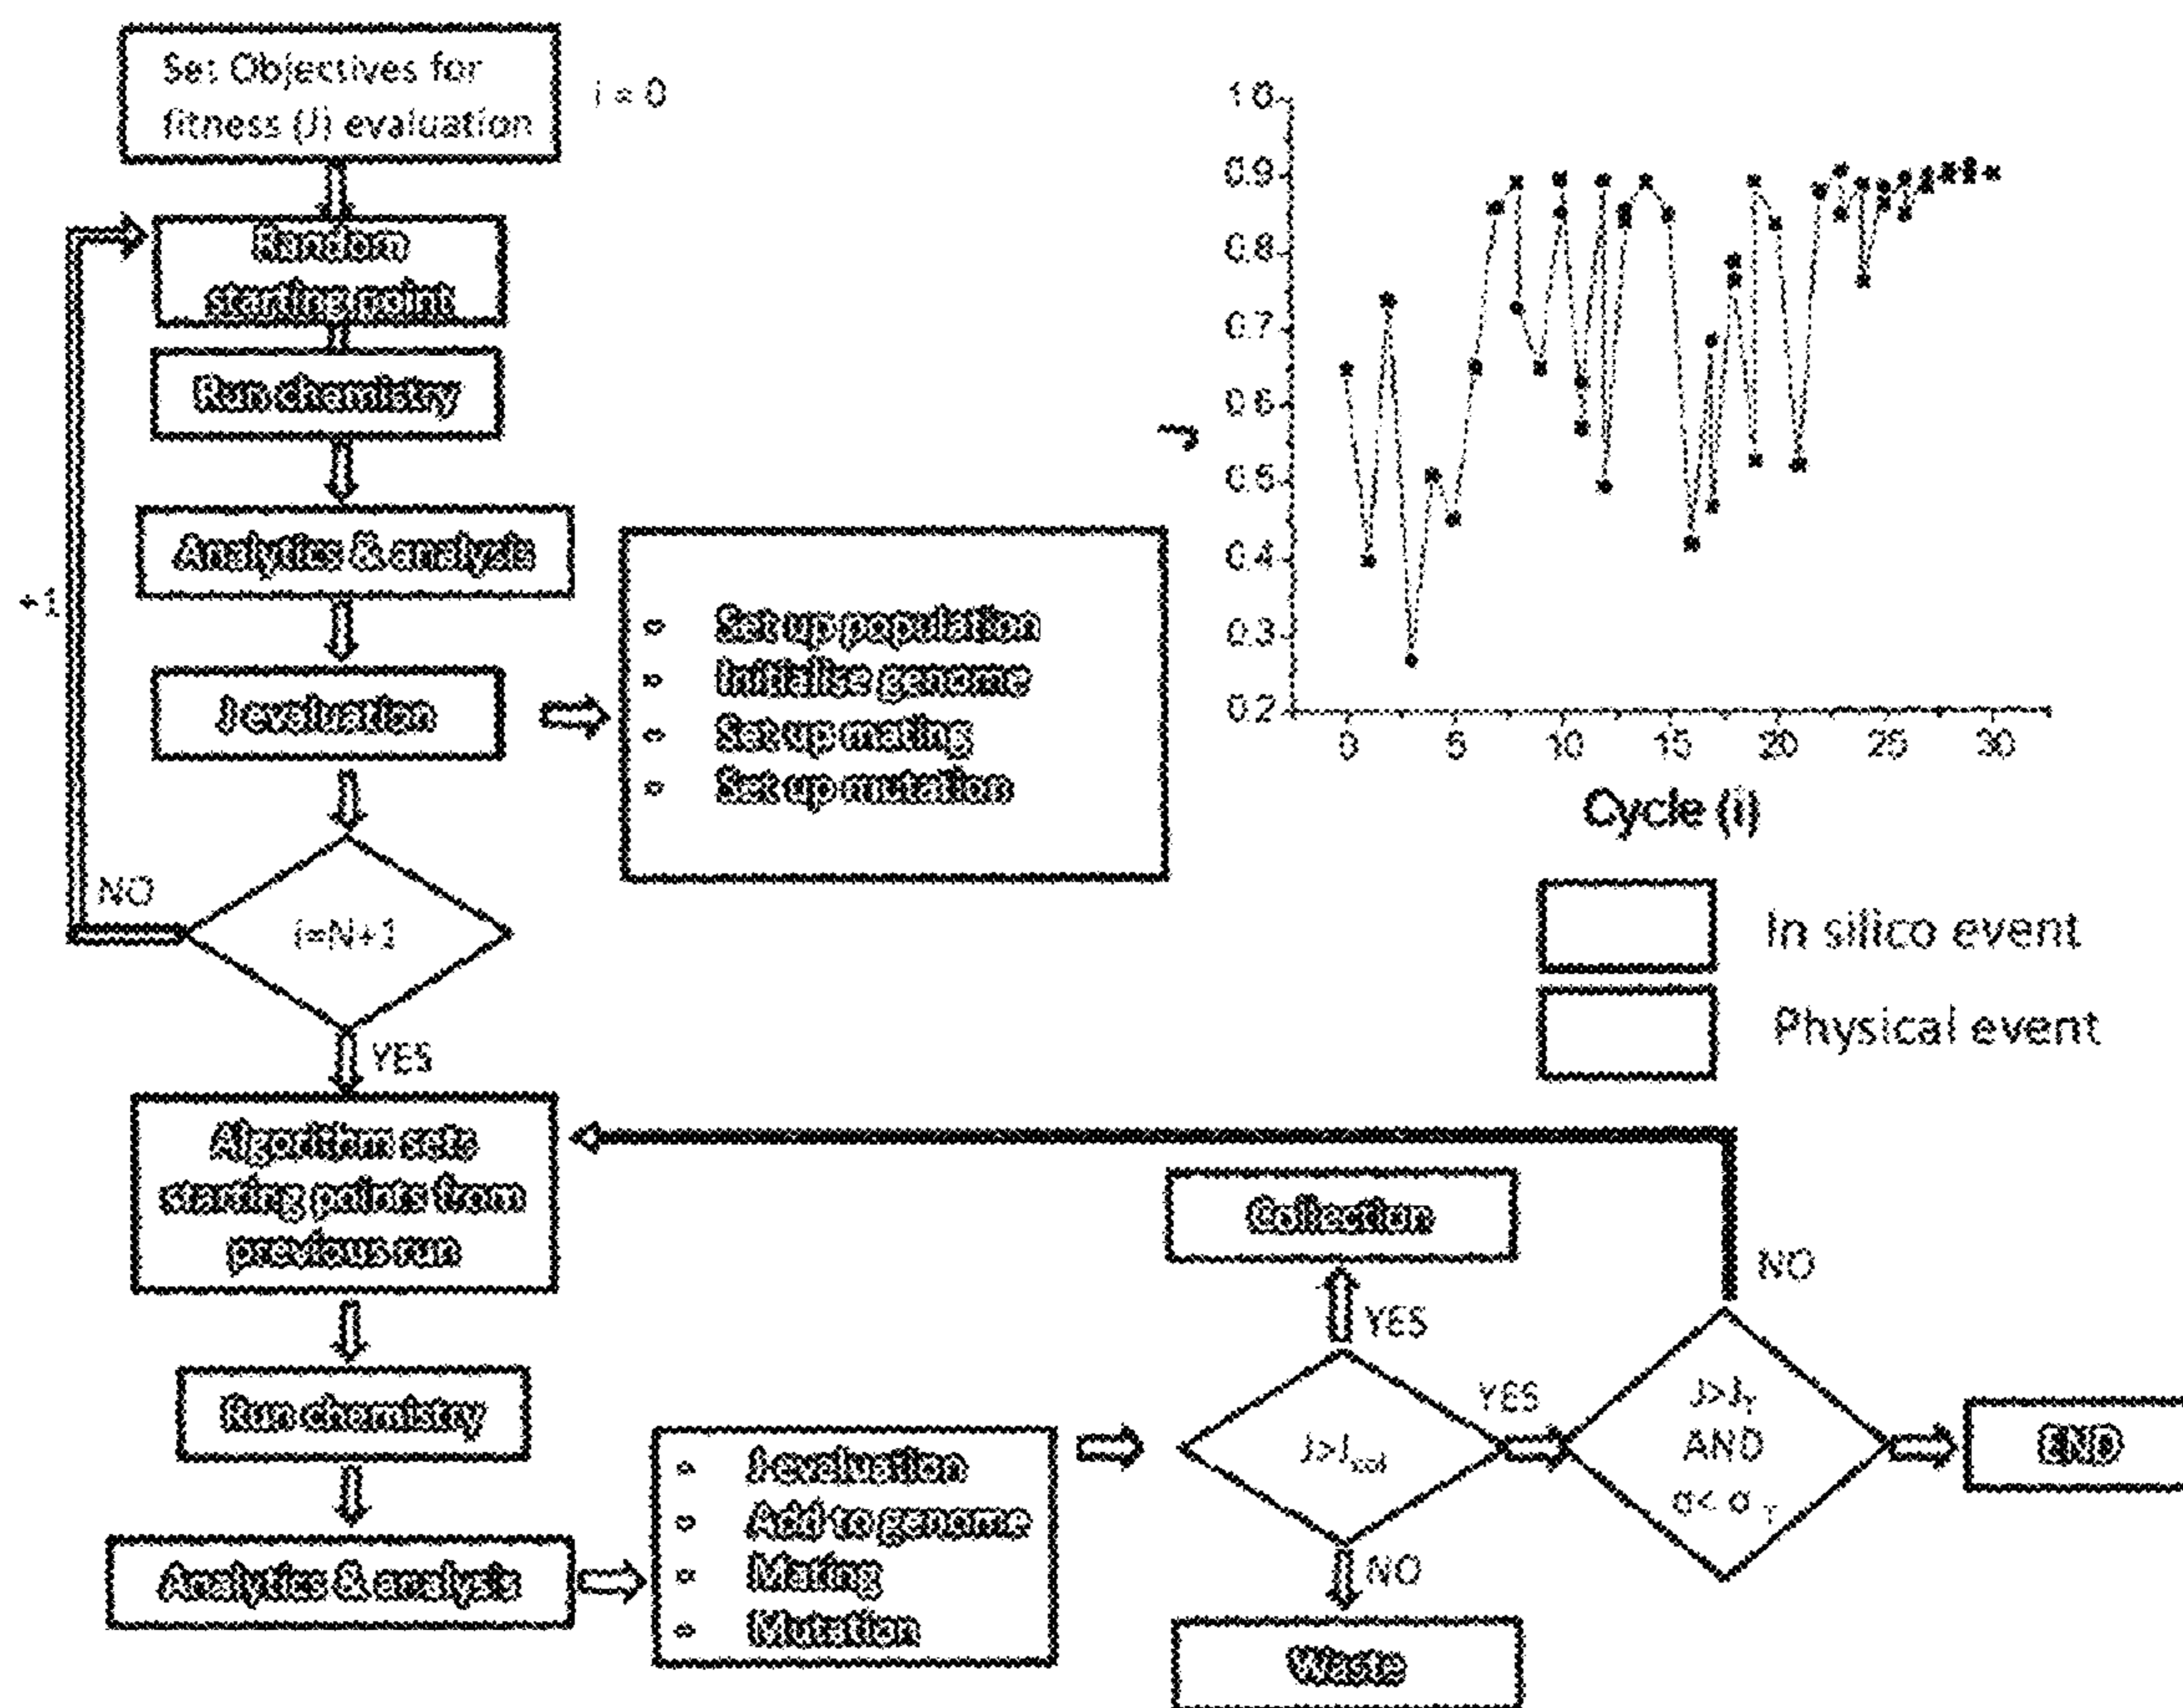 Set Objectives for
fitness (J) evaluation
i = 0
Random
starting point
Run chemistry
Analytics & analysis
+1
J evaluation
Set up population
Initialise genome
Set up mating
Set up mutation
NO
i=N+1
YES
Algorithm sets
starting points from
previous run
Run chemistry
Analytics & analysis
J evaluation
Add to genome
Mating
Mutation
J>Jcol
YES
Collection
NO
Waste
YES
J>JT
AND
σ< σ T
NO
END
J
1.0
0.9
0.8
0.7
0.6
0.5
0.4
0.3
0.2
0 5 10 15 20 25 30
Cycle (i)
In silico event
Physical event